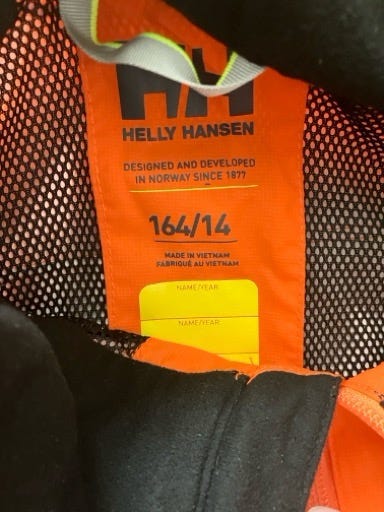 HH
HELLY HANSEN
DESIGNED AND DEVELOPED
IN NORWAY SINCE 1877
164/14
MADE IN VIETNAM
FABRIQUÉ AU VIETNAM
NAME/YEAR
NAME/YEAR